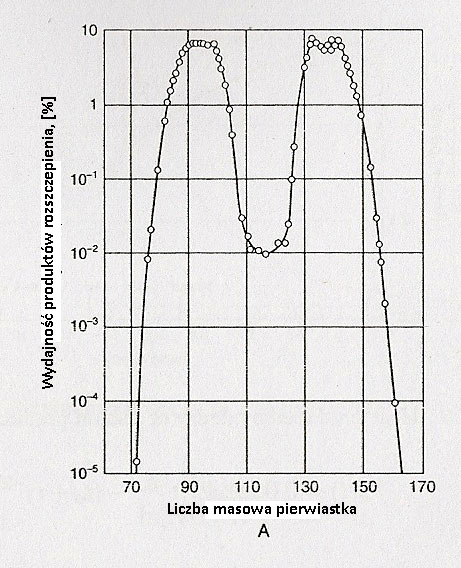 Wydajność produktów rozszczepienia, [%]
10
1
10⁻¹
10⁻²
10⁻³
10⁻⁴
10⁻⁵
70 90 110 130 150 170
Liczba masowa pierwiastka
A